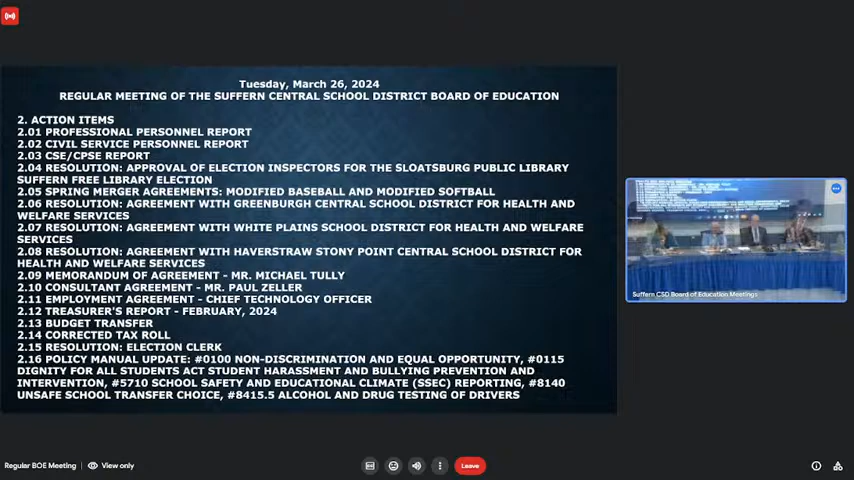 Tuesday, March 26, 2024
REGULAR MEETING OF THE SUFFERN CENTRAL SCHOOL DISTRICT BOARD OF EDUCATION
2. ACTION ITEMS
2.01 PROFESSIONAL PERSONNEL REPORT
2.02 CIVIL SERVICE PERSONNEL REPORT
2.03 CSE/CPSE REPORT
2.04 RESOLUTION: APPROVAL OF ELECTION INSPECTORS FOR THE SLOATSBURG PUBLIC LIBRARY
SUFFERN FREE LIBRARY ELECTION
2.05 SPRING MERGER AGREEMENTS: MODIFIED BASEBALL AND MODIFIED SOFTBALL
2.06 RESOLUTION: AGREEMENT WITH GREENBURGH CENTRAL SCHOOL DISTRICT FOR HEALTH AND
WELFARE SERVICES
2.07 RESOLUTION: AGREEMENT WITH WHITE PLAINS SCHOOL DISTRICT FOR HEALTH AND WELFARE
SERVICES
2.08 RESOLUTION: AGREEMENT WITH HAVERSTRAW STONY POINT CENTRAL SCHOOL DISTRICT FOR
HEALTH AND WELFARE SERVICES
2.09 MEMORANDUM OF AGREEMENT - MR. MICHAEL TULLY
2.10 CONSULTANT AGREEMENT - MR. PAUL ZELLER
2.11 EMPLOYMENT AGREEMENT - CHIEF TECHNOLOGY OFFICER
2.12 TREASURER'S REPORT - FEBRUARY, 2024
2.13 BUDGET TRANSFER
2.14 CORRECTED TAX ROLL
2.15 RESOLUTION: ELECTION CLERK
2.16 POLICY MANUAL UPDATE: #0100 NON-DISCRIMINATION AND EQUAL OPPORTUNITY, #0115
DIGNITY FOR ALL STUDENTS ACT STUDENT HARASSMENT AND BULLYING PREVENTION AND
INTERVENTION, #5710 SCHOOL SAFETY AND EDUCATIONAL CLIMATE (SSEC) REPORTING, #8140
UNSAFE SCHOOL TRANSFER CHOICE, #8415.5 ALCOHOL AND DRUG TESTING OF DRIVERS
Suffern CSD Board of Education Meetings
Regular BOE Meeting
View only
Leave